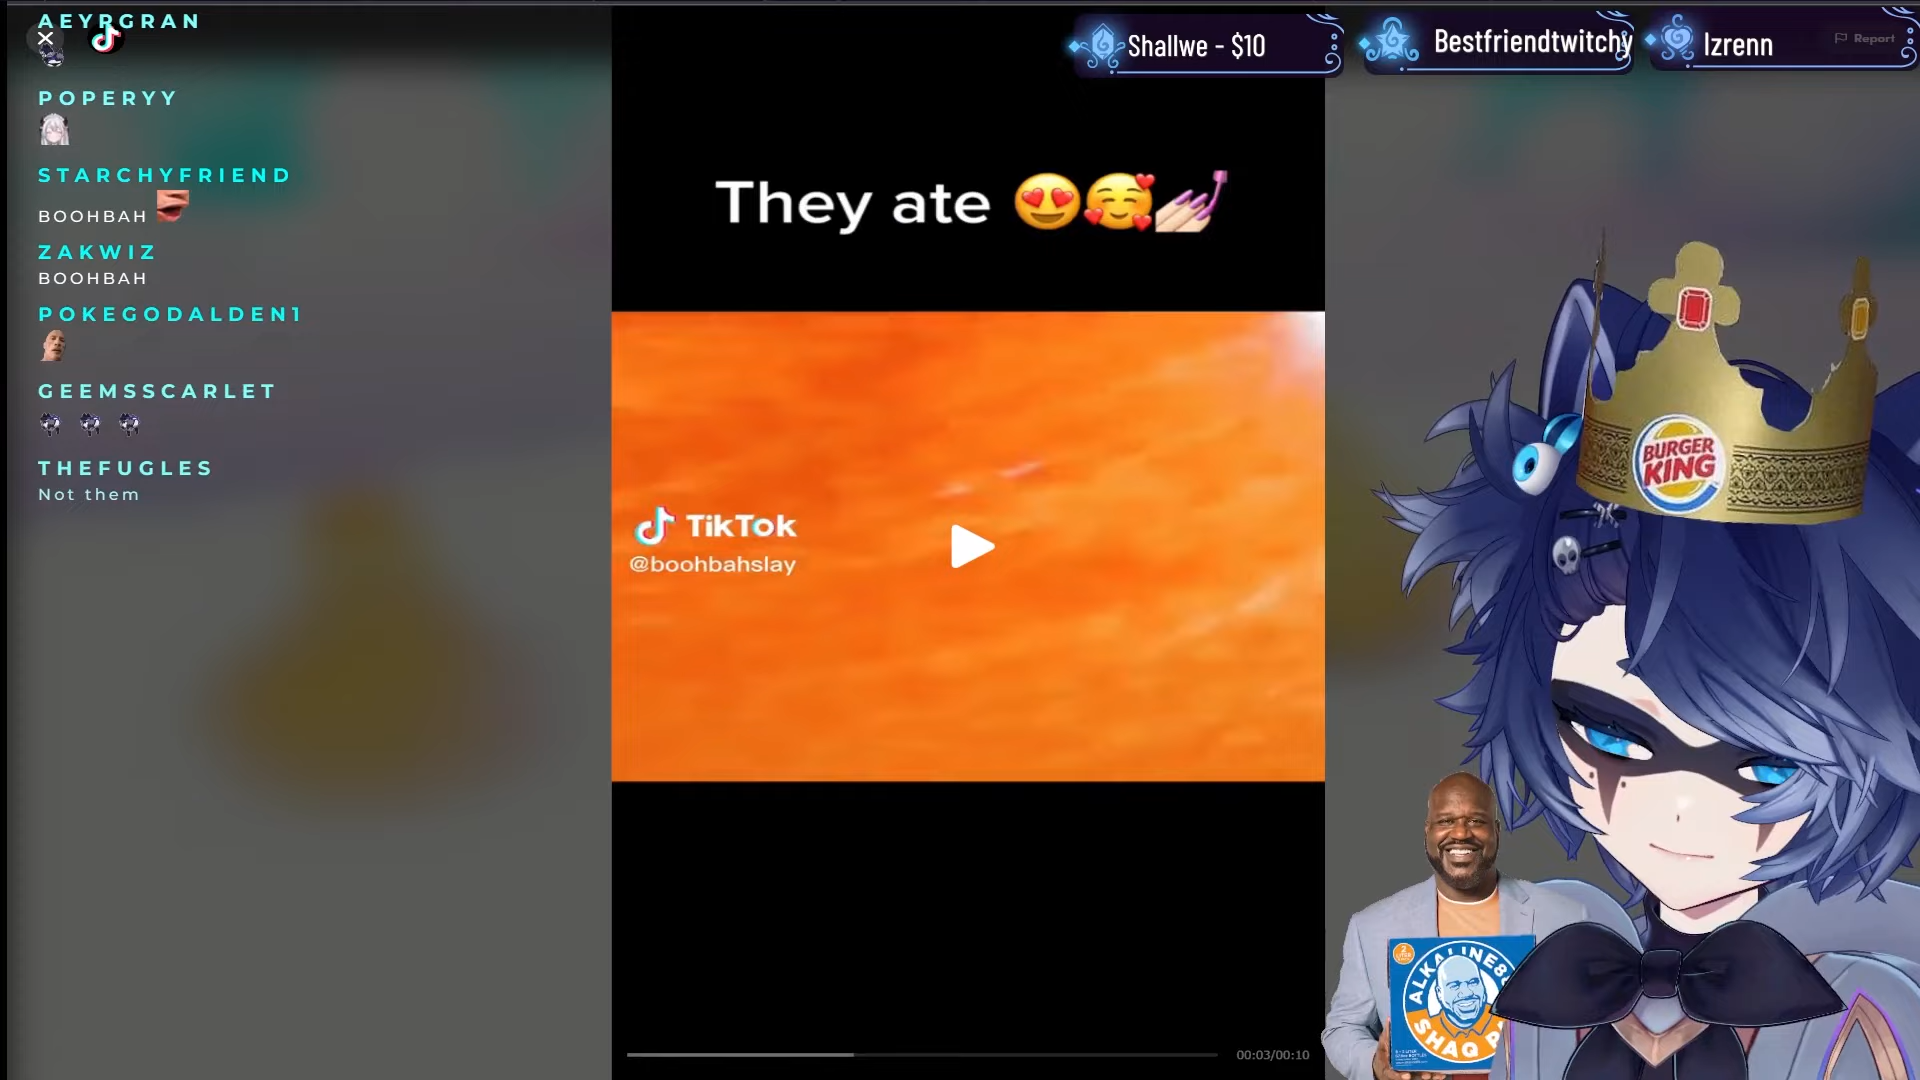 AEYRGRAN
POPERYY
STARCHYFRIEND
BOOHBAH
ZAKWIZ
BOOHBAH
POKEGODALDEN1
GEEMSSCARLET
THEFUGLES
Not them
Shallwe - $10
Bestfriendtwitchy
Izrenn
Report
They ate 😍🥰💅🏻
TikTok
@boohbahslay
00:03/00:10
BURGER
KING
2
ALKALINE88
SHAQ P